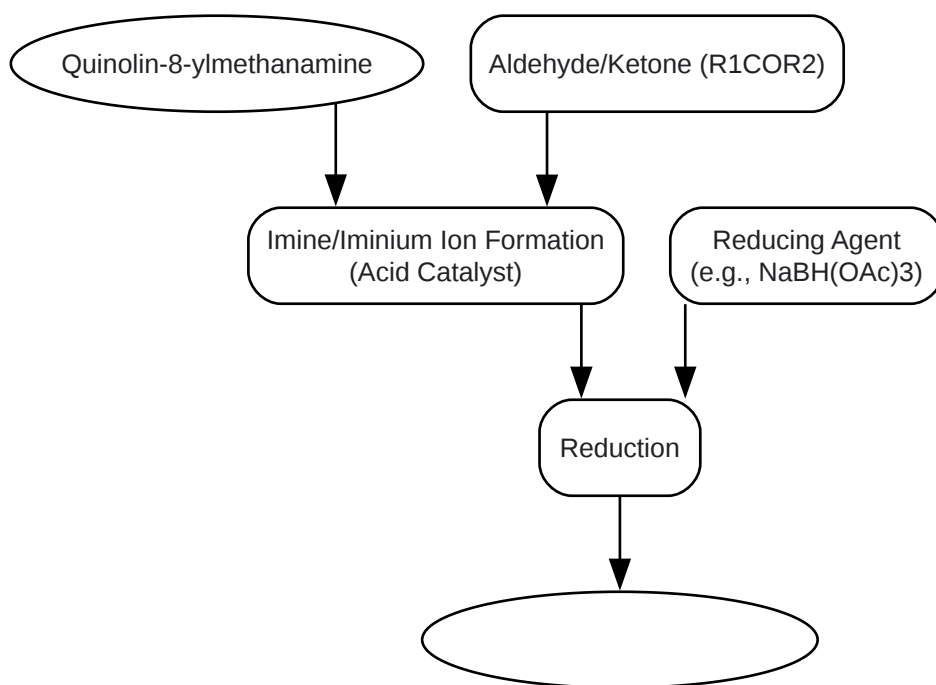 Quinolin-8-ylmethanamine
Aldehyde/Ketone (R1COR2)
Imine/Iminium Ion Formation
(Acid Catalyst)
Reducing Agent
(e.g., NaBH(OAc)3)
Reduction